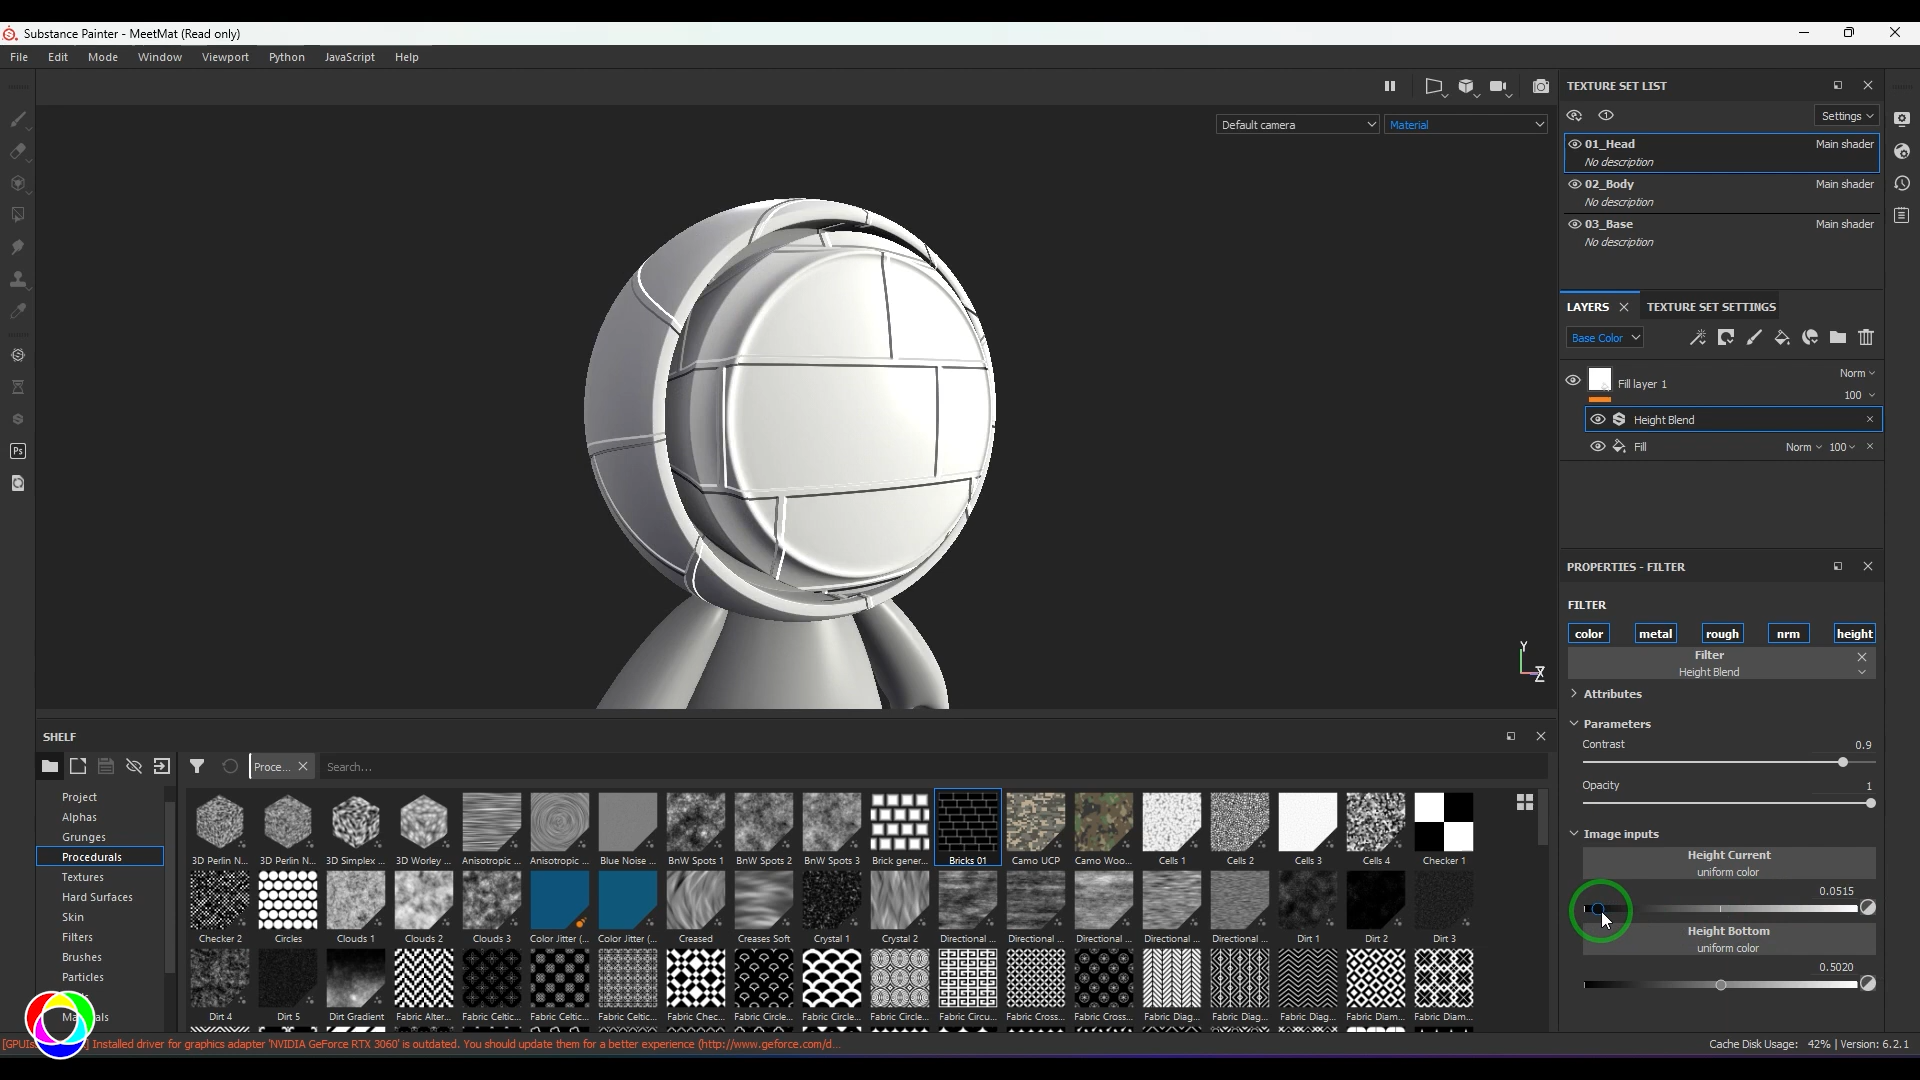 Substance Painter - MeetMat (Read only)
File Edit Mode Window Viewport Python JavaScript Help
Default camera Material
Y
Z
TEXTURE SET LIST
Settings
01_Head Main shader
No description
02_Body Main shader
No description
03_Base Main shader
No description
LAYERS TEXTURE SET SETTINGS
Base Color
Fill layer 1 Norm
100
Height Blend
Fill Norm 100
PROPERTIES - FILTER
FILTER
color metal rough nrm height
Filter
Height Blend
Attributes
Parameters
Contrast 0.9
Opacity 1
Image inputs
Height Current
uniform color
0.0515
Height Bottom
uniform color
0.5020
SHELF
Proce... Search...
Project
Alphas
Grunges
Procedurals
Textures
Hard Surfaces
Skin
Filters
Brushes
Particles
3D Perlin N... 3D Perlin N... 3D Simplex ... 3D Worley ... Anisotropic ... Anisotropic ... Blue Noise ... BnW Spots 1 BnW Spots 2 BnW Spots 3 Brick gener... Bricks 01 Camo UCP Camo Woo... Cells 1 Cells 2 Cells 3 Cells 4 Checker 1
Checker 2 Circles Clouds 1 Clouds 2 Clouds 3 Color Jitter (... Color Jitter (... Creased Creases Soft Crystal 1 Crystal 2 Directional ... Directional ... Directional ... Directional ... Directional ... Dirt 1 Dirt 2 Dirt 3
Dirt 4 Dirt 5 Dirt Gradient Fabric Alter... Fabric Celtic... Fabric Celtic... Fabric Celtic... Fabric Chec... Fabric Circle... Fabric Circle... Fabric Circle... Fabric Circu... Fabric Cross... Fabric Cross... Fabric Diag... Fabric Diag... Fabric Diag... Fabric Diam... Fabric Diam...
Installed driver for graphics adapter 'NVIDIA GeForce RTX 3060' is outdated. You should update them for a better experience (http://www.geforce.com/d...
Cache Disk Usage: 42% | Version: 6.2.1